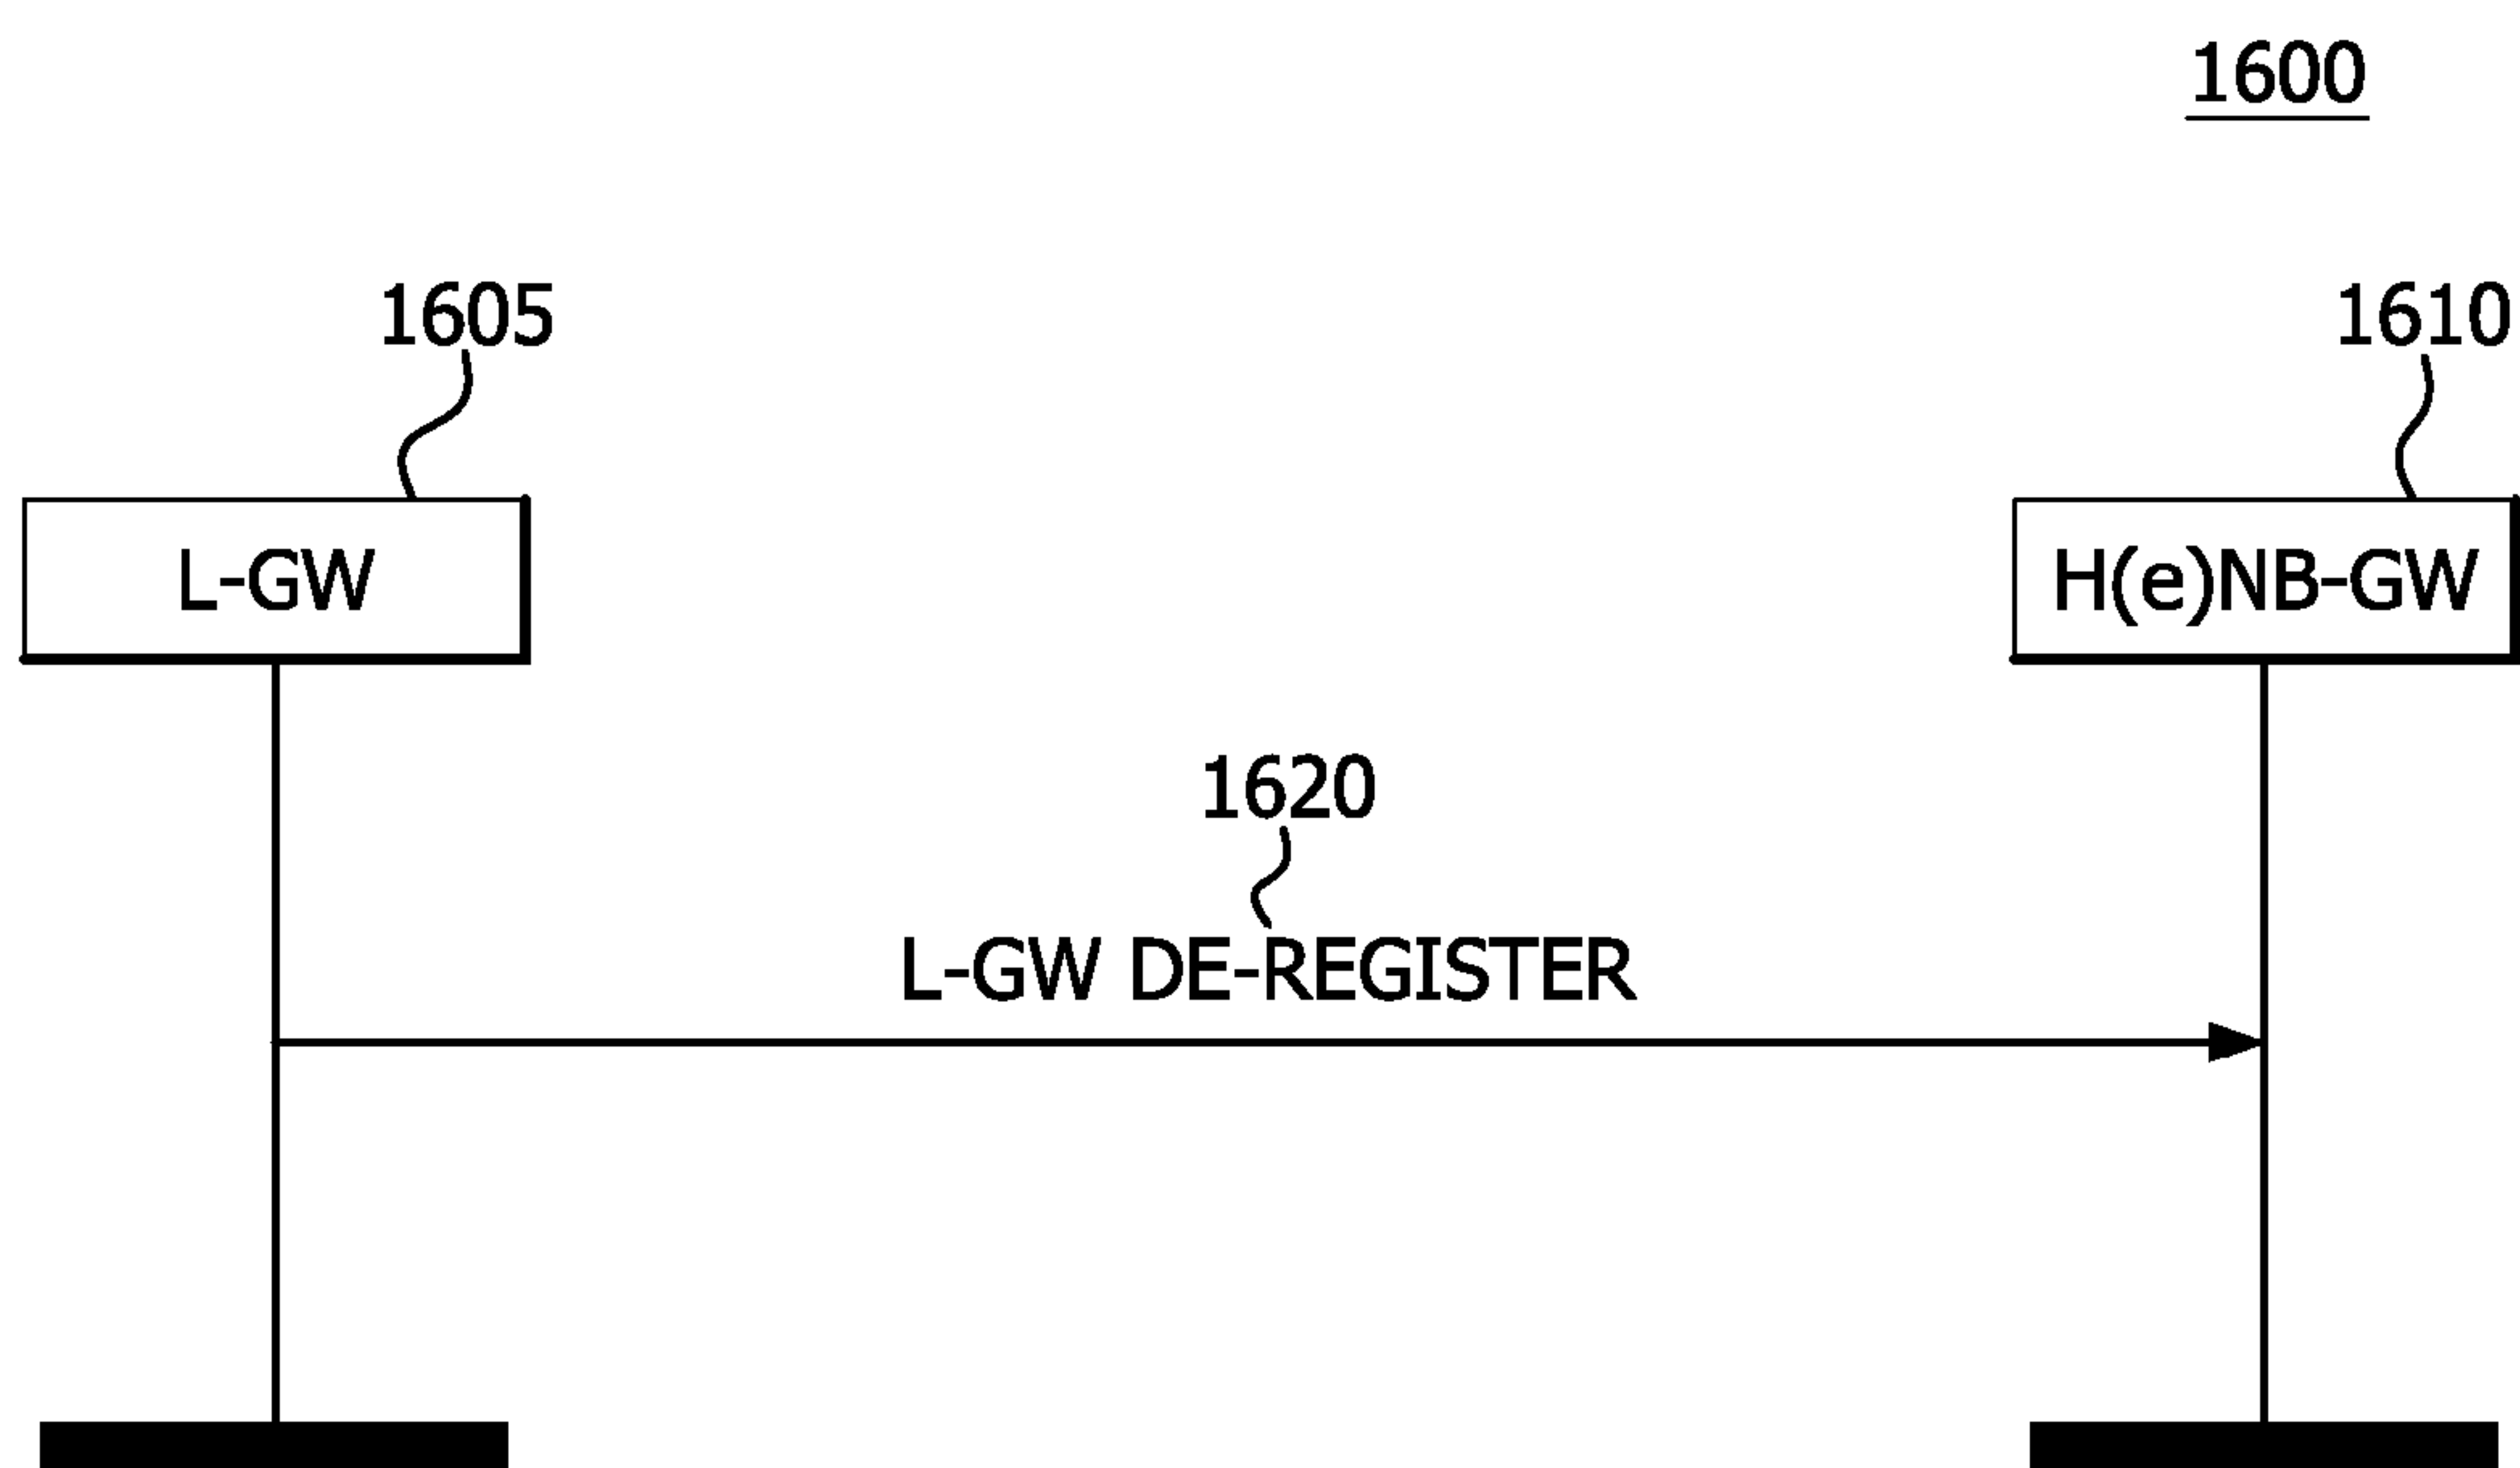 1600
1605
1610
L-GW
H(e)NB-GW
1620
L-GW DE-REGISTER